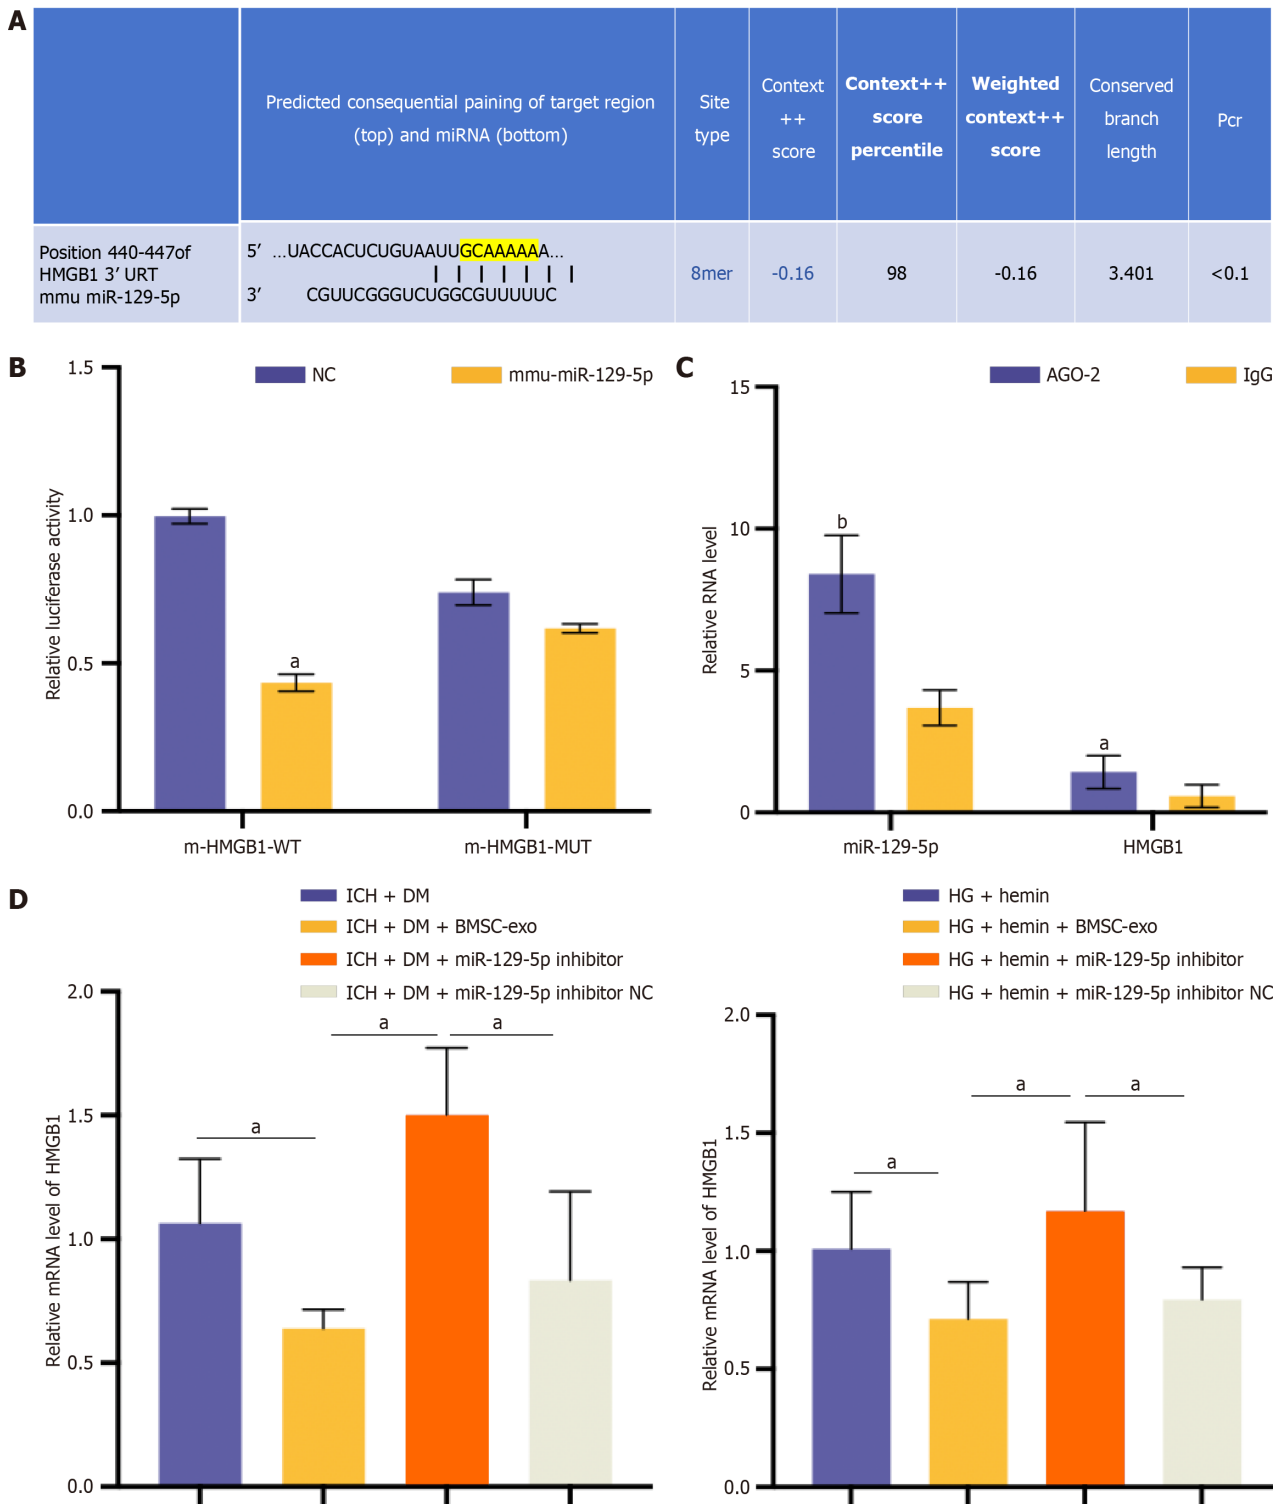 A
Predicted consequential paining of target region
(top) and miRNA (bottom)
Site
type
Context
++
score
Context++
score
percentile
Weighted
context++
score
Conserved
branch
length
Pcr
Position 440-447of
HMGB1 3′ URT
mmu miR-129-5p
5′ ...UACCACUCUGUAAUUGCAAAAAA...
3′ CGUUCGGGUCUGGCGUUUUUC
8mer
-0.16
98
-0.16
3.401
<0.1
B
NC
mmu-miR-129-5p
Relative luciferase activity
1.5
1.0
0.5
0.0
a
m-HMGB1-WT
m-HMGB1-MUT
C
AGO-2
IgG
Relative RNA level
15
10
5
0
b
a
miR-129-5p
HMGB1
D
ICH + DM
ICH + DM + BMSC-exo
ICH + DM + miR-129-5p inhibitor
ICH + DM + miR-129-5p inhibitor NC
Relative mRNA level of HMGB1
2.0
1.5
1.0
0.5
0.0
a
a
a
HG + hemin
HG + hemin + BMSC-exo
HG + hemin + miR-129-5p inhibitor
HG + hemin + miR-129-5p inhibitor NC
Relative mRNA level of HMGB1
2.0
1.5
1.0
0.5
0.0
a
a
a